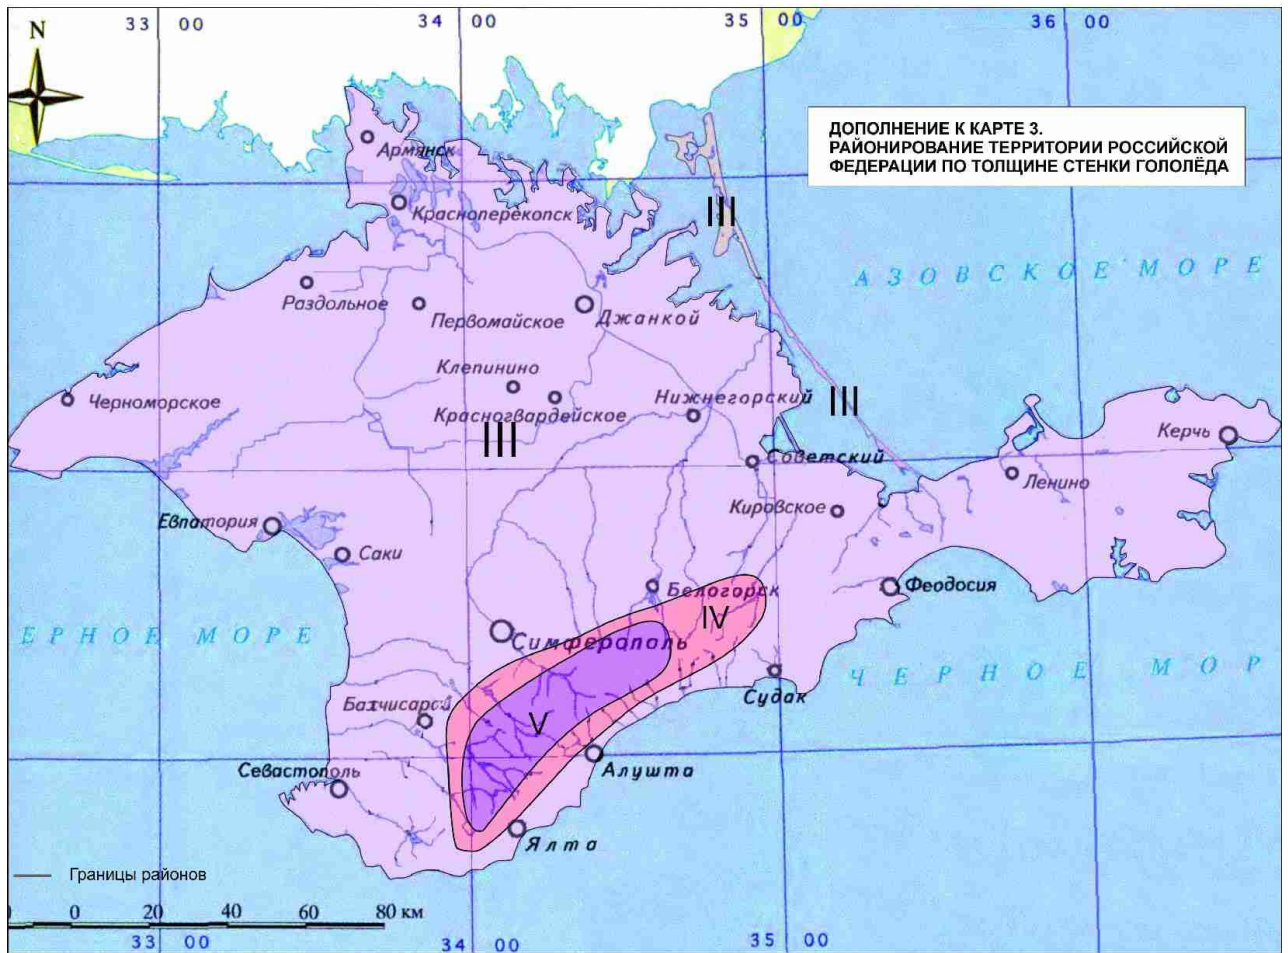 33 00
34 00
35 00
36 00
N
ДОПОЛНЕНИЕ К КАРТЕ 3.
РАЙОНИРОВАНИЕ ТЕРРИТОРИИ РОССИЙСКОЙ
ФЕДЕРАЦИИ ПО ТОЛЩИНЕ СТЕНКИ ГОЛОЛЁДА
Армянск
Красноперекопск
III
АЗОВСКОЕ МОРЕ
Раздольное
Первомайское
Джанкой
Клепинино
Нижнегорский
III
Черноморское
Красногвардейское
III
Керчь
Советский
Ленино
Евпатория
Кировское
Саки
Белогорск
Феодосия
IV
ЕРНОЕ МОРЕ
Симферополь
ЧЕРНОЕ МОР
Судак
Бахчисарай
V
Севастополь
Алушта
Ялта
Границы районов
0 20 40 60 80 км
33 00
34 00
35 00